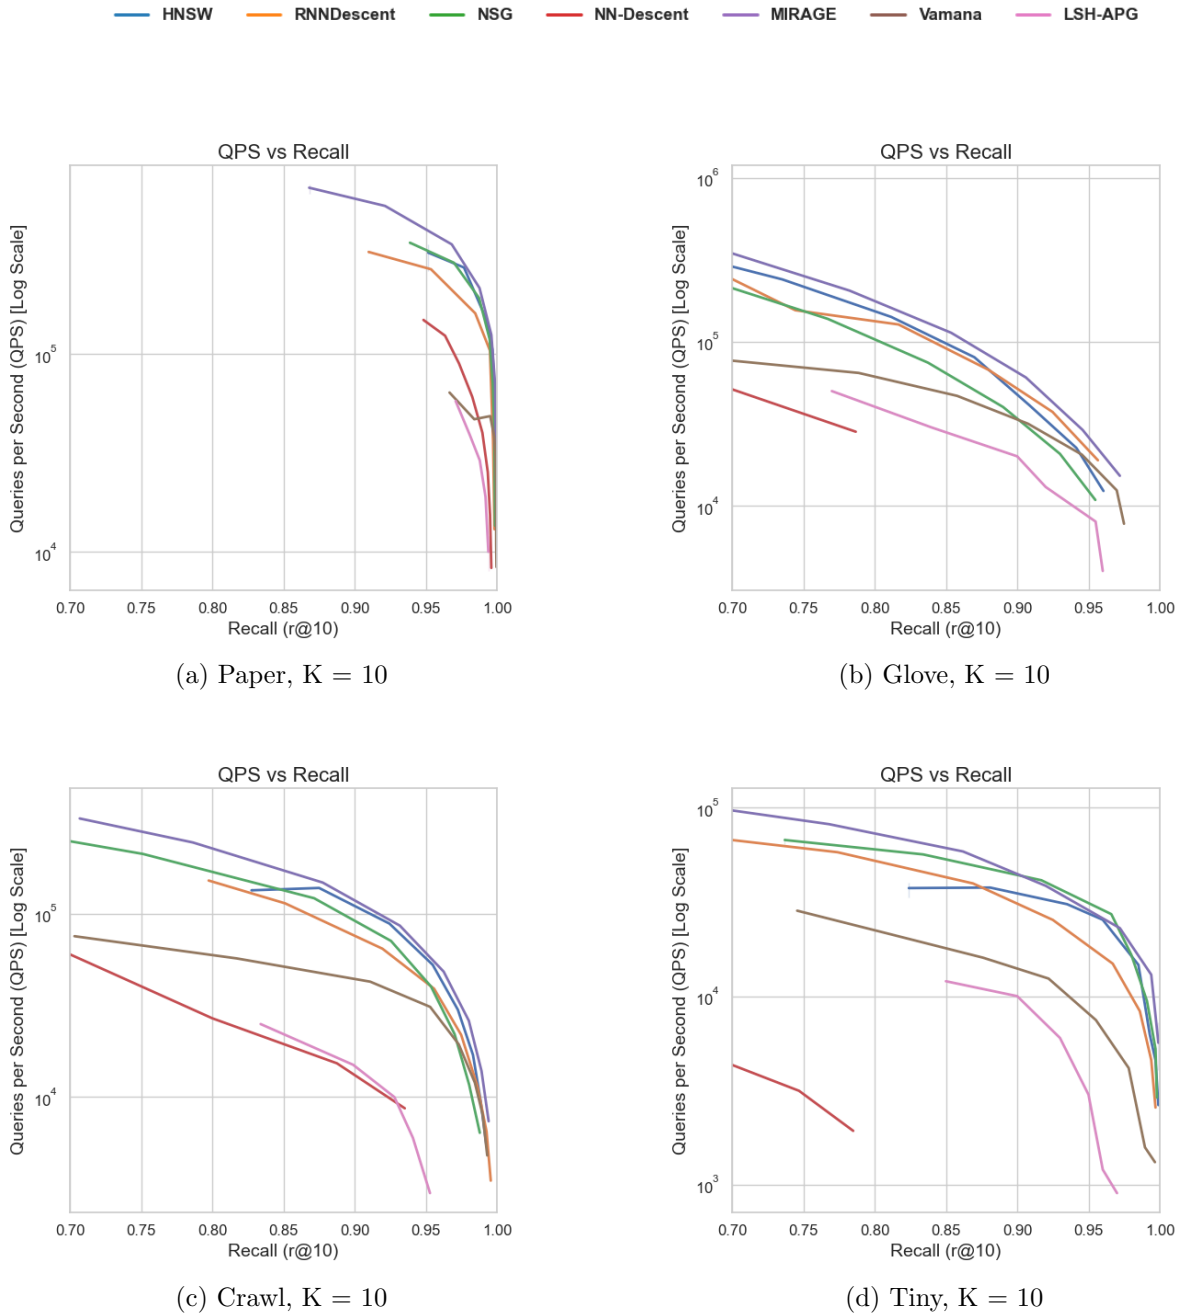 HNSW RNNDescent NSG NN-Descent MIRAGE Vamana LSH-APG
QPS vs Recall
Queries per Second (QPS) [Log Scale]
10^5
10^4
0.70 0.75 0.80 0.85 0.90 0.95 1.00
Recall (r@10)
(a) Paper, K = 10
QPS vs Recall
Queries per Second (QPS) [Log Scale]
10^6
10^5
10^4
0.70 0.75 0.80 0.85 0.90 0.95 1.00
Recall (r@10)
(b) Glove, K = 10
QPS vs Recall
Queries per Second (QPS) [Log Scale]
10^5
10^4
0.70 0.75 0.80 0.85 0.90 0.95 1.00
Recall (r@10)
(c) Crawl, K = 10
QPS vs Recall
Queries per Second (QPS) [Log Scale]
10^5
10^4
10^3
0.70 0.75 0.80 0.85 0.90 0.95 1.00
Recall (r@10)
(d) Tiny, K = 10